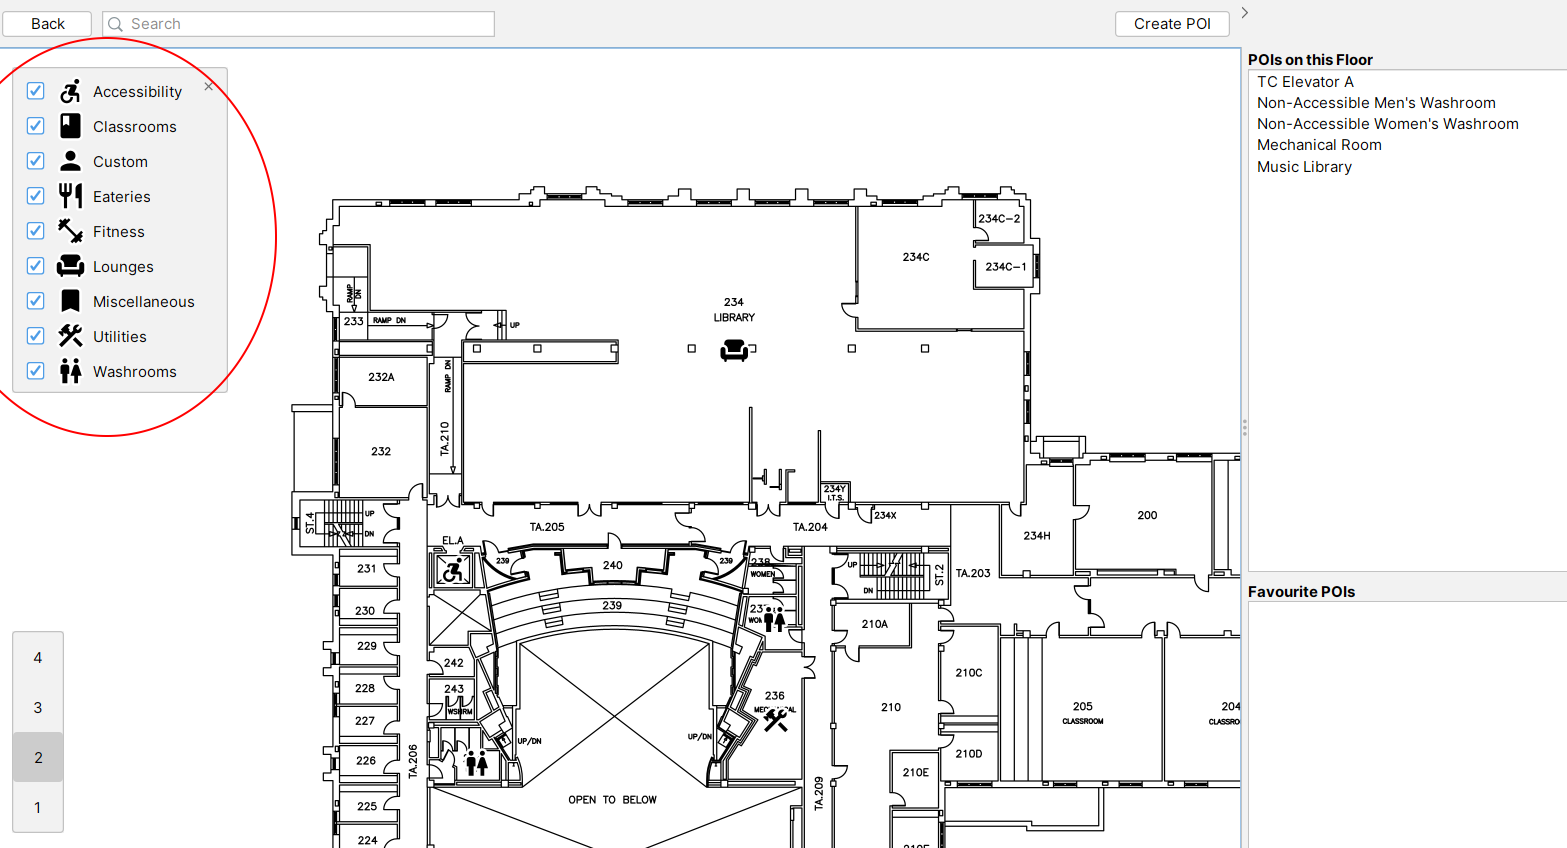 Back
Search
Create POI
Accessibility
Classrooms
Custom
Eateries
Fitness
Lounges
Miscellaneous
Utilities
Washrooms
4
3
2
1
POIs on this Floor
TC Elevator A
Non-Accessible Men's Washroom
Non-Accessible Women's Washroom
Mechanical Room
Music Library
Favourite POIs
234C-2
234C
234C-1
234
LIBRARY
RAMP
DN
233
RAMP DN
UP
232A
RAMP DN
232
TA.210
234Y
I.T.S.
234X
ST.4
UP
DN
TA.205
TA.204
234H
200
EL.A
231
239
240
239
238
WOMEN
UP
DN
ST.2
TA.203
230
239
210A
229
242
210C
228
243
WSHRM
236
210
205
CLASSROOM
227
UP/DN
UP/DN
226
TA.206
210D
210E
TA.209
225
OPEN TO BELOW
224